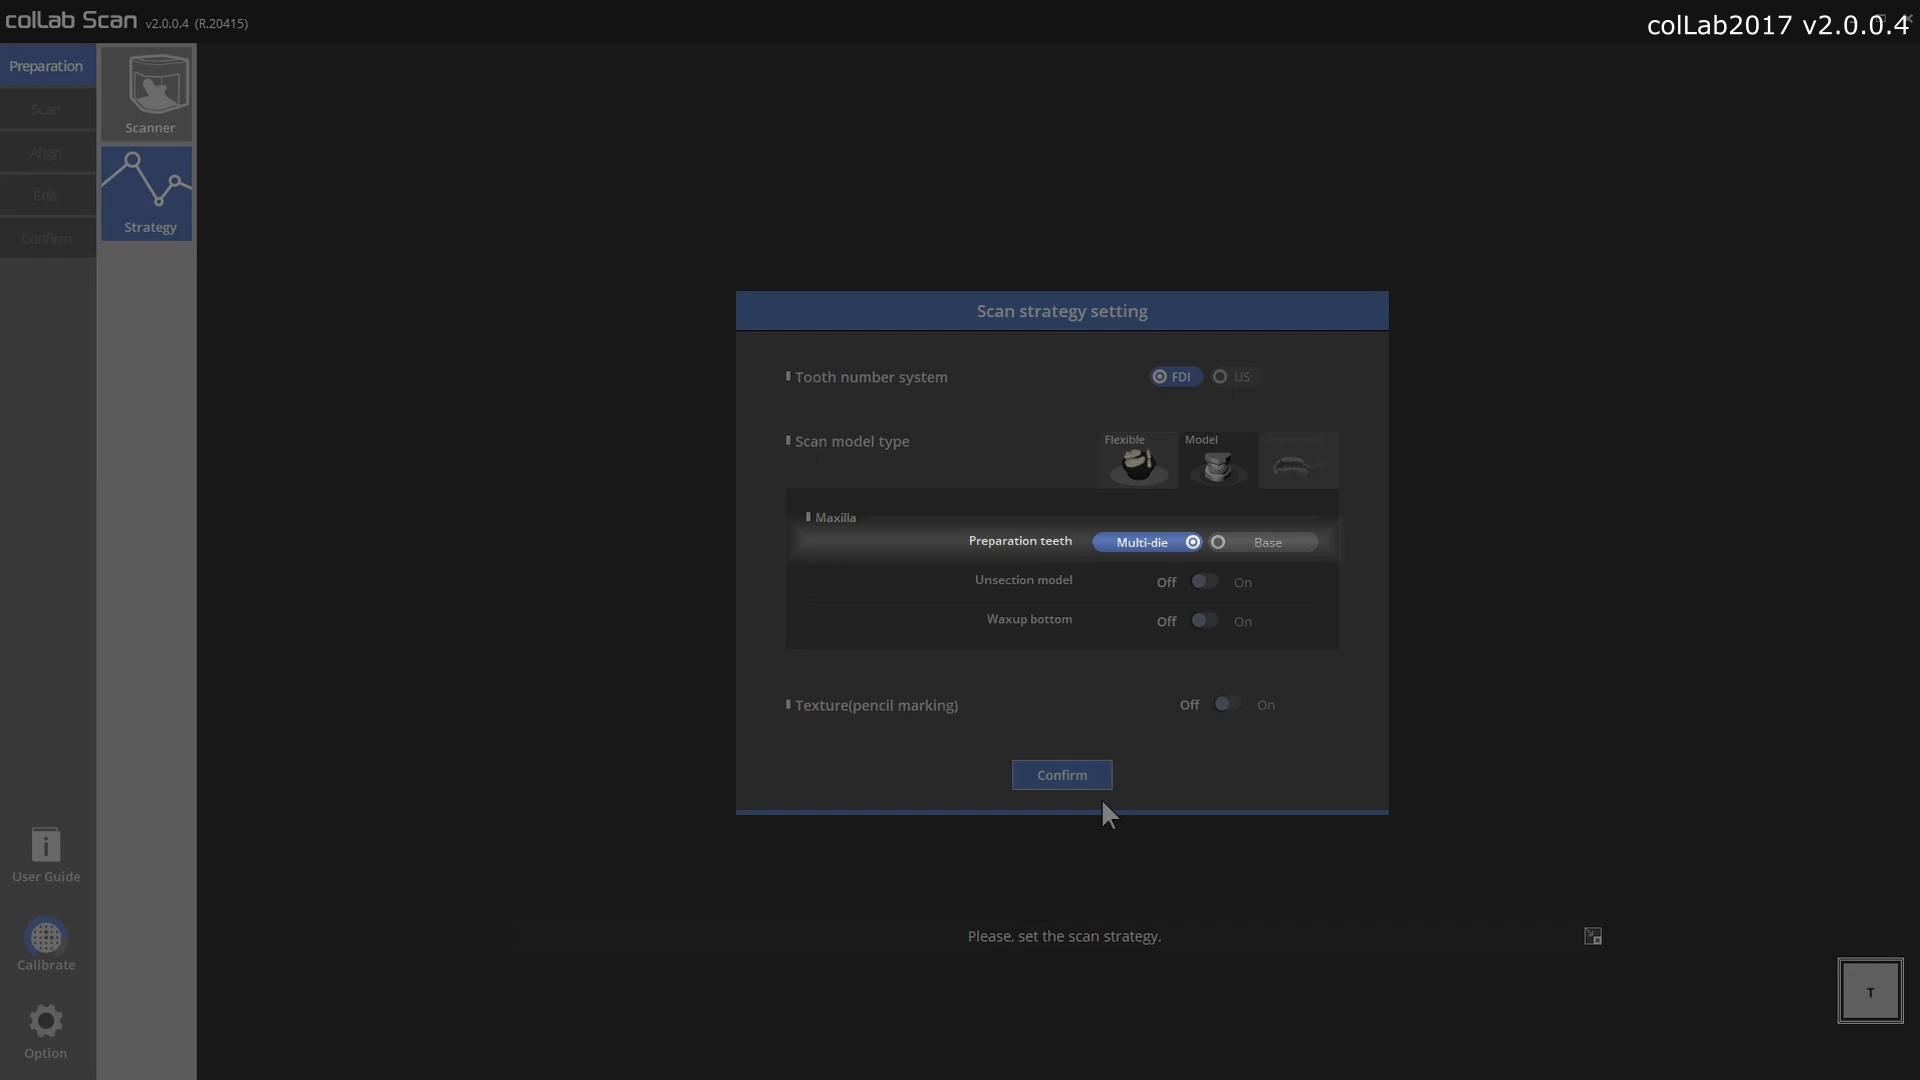 colLab Scan v2.0.0.4 (R.20415)
colLab2017 v2.0.0.4
Preparation
Scan
Align
Edit
Confirm
Scanner
Strategy
Scan strategy setting
Tooth number system
FDI US
Scan model type
Flexible Model
Maxilla
Preparation teeth Multi-die Base
Unsection model Off On
Waxup bottom Off On
Texture(pencil marking) Off On
Confirm
Please, set the scan strategy.
User Guide
Calibrate
Option
T